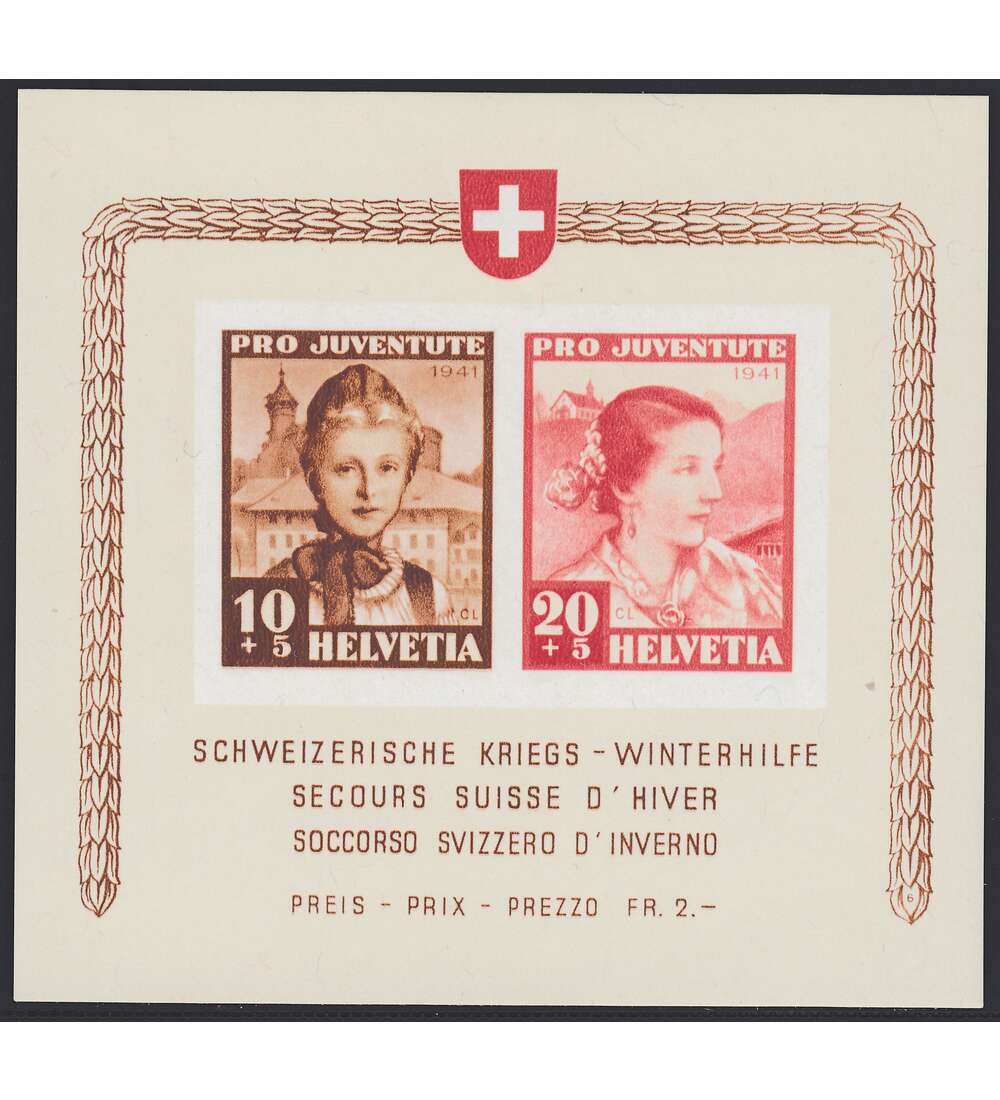 PRO JUVENTUTE
1941
CL
10
+ 5
HELVETIA
PRO JUVENTUTE
1941
CL
20
+ 5
HELVETIA
SCHWEIZERISCHE KRIEGS - WINTERHILFE
SECOURS SUISSE D'HIVER
SOCCORSO SVIZZERO D'INVERNO
PREIS - PRIX - PREZZO FR. 2.-
6